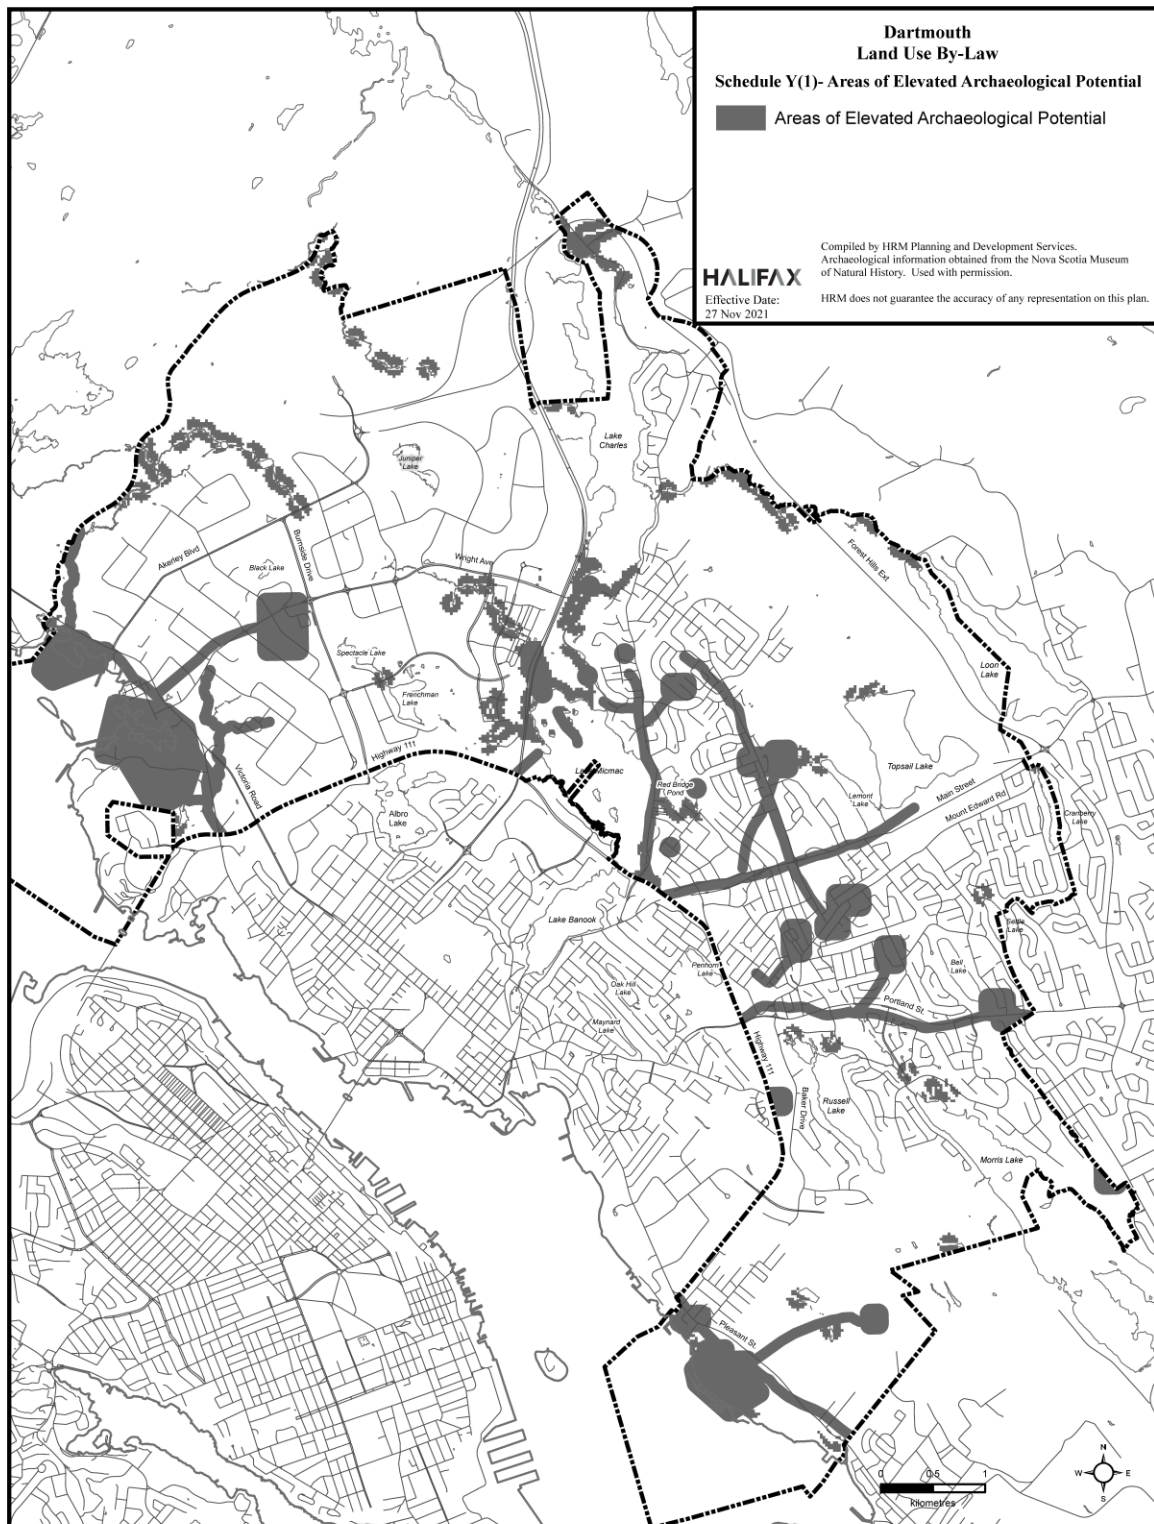 Dartmouth
Land Use By-Law
Schedule Y(1)- Areas of Elevated Archaeological Potential
Areas of Elevated Archaeological Potential
Compiled by HRM Planning and Development Services.
Archaeological information obtained from the Nova Scotia Museum
of Natural History.  Used with permission.
HALIFAX
Effective Date:
27 Nov 2021
HRM does not guarantee the accuracy of any representation on this plan.
Lake
Charles
Juniper
Lake
Akerley Blvd
Burnside Drive
Black Lake
Wright Ave
Forest Hills Ext
Spectacle Lake
Frenchman
Lake
Loon
Lake
Highway 111
Victoria Road
Lake Micmac
Red Bridge
Pond
Topsail Lake
Lemont
Lake
Main Street
Mount Edward Rd
Cranberry
Lake
Albro
Lake
Lake Banook
Settle
Lake
Penhorn
Lake
Bell
Lake
Oak Hill
Lake
Maynard
Lake
Portland St
Highway 111
Baker Drive
Russell
Lake
Morris Lake
Pleasant St
N
W
E
S
0
0.5
1
kilometres